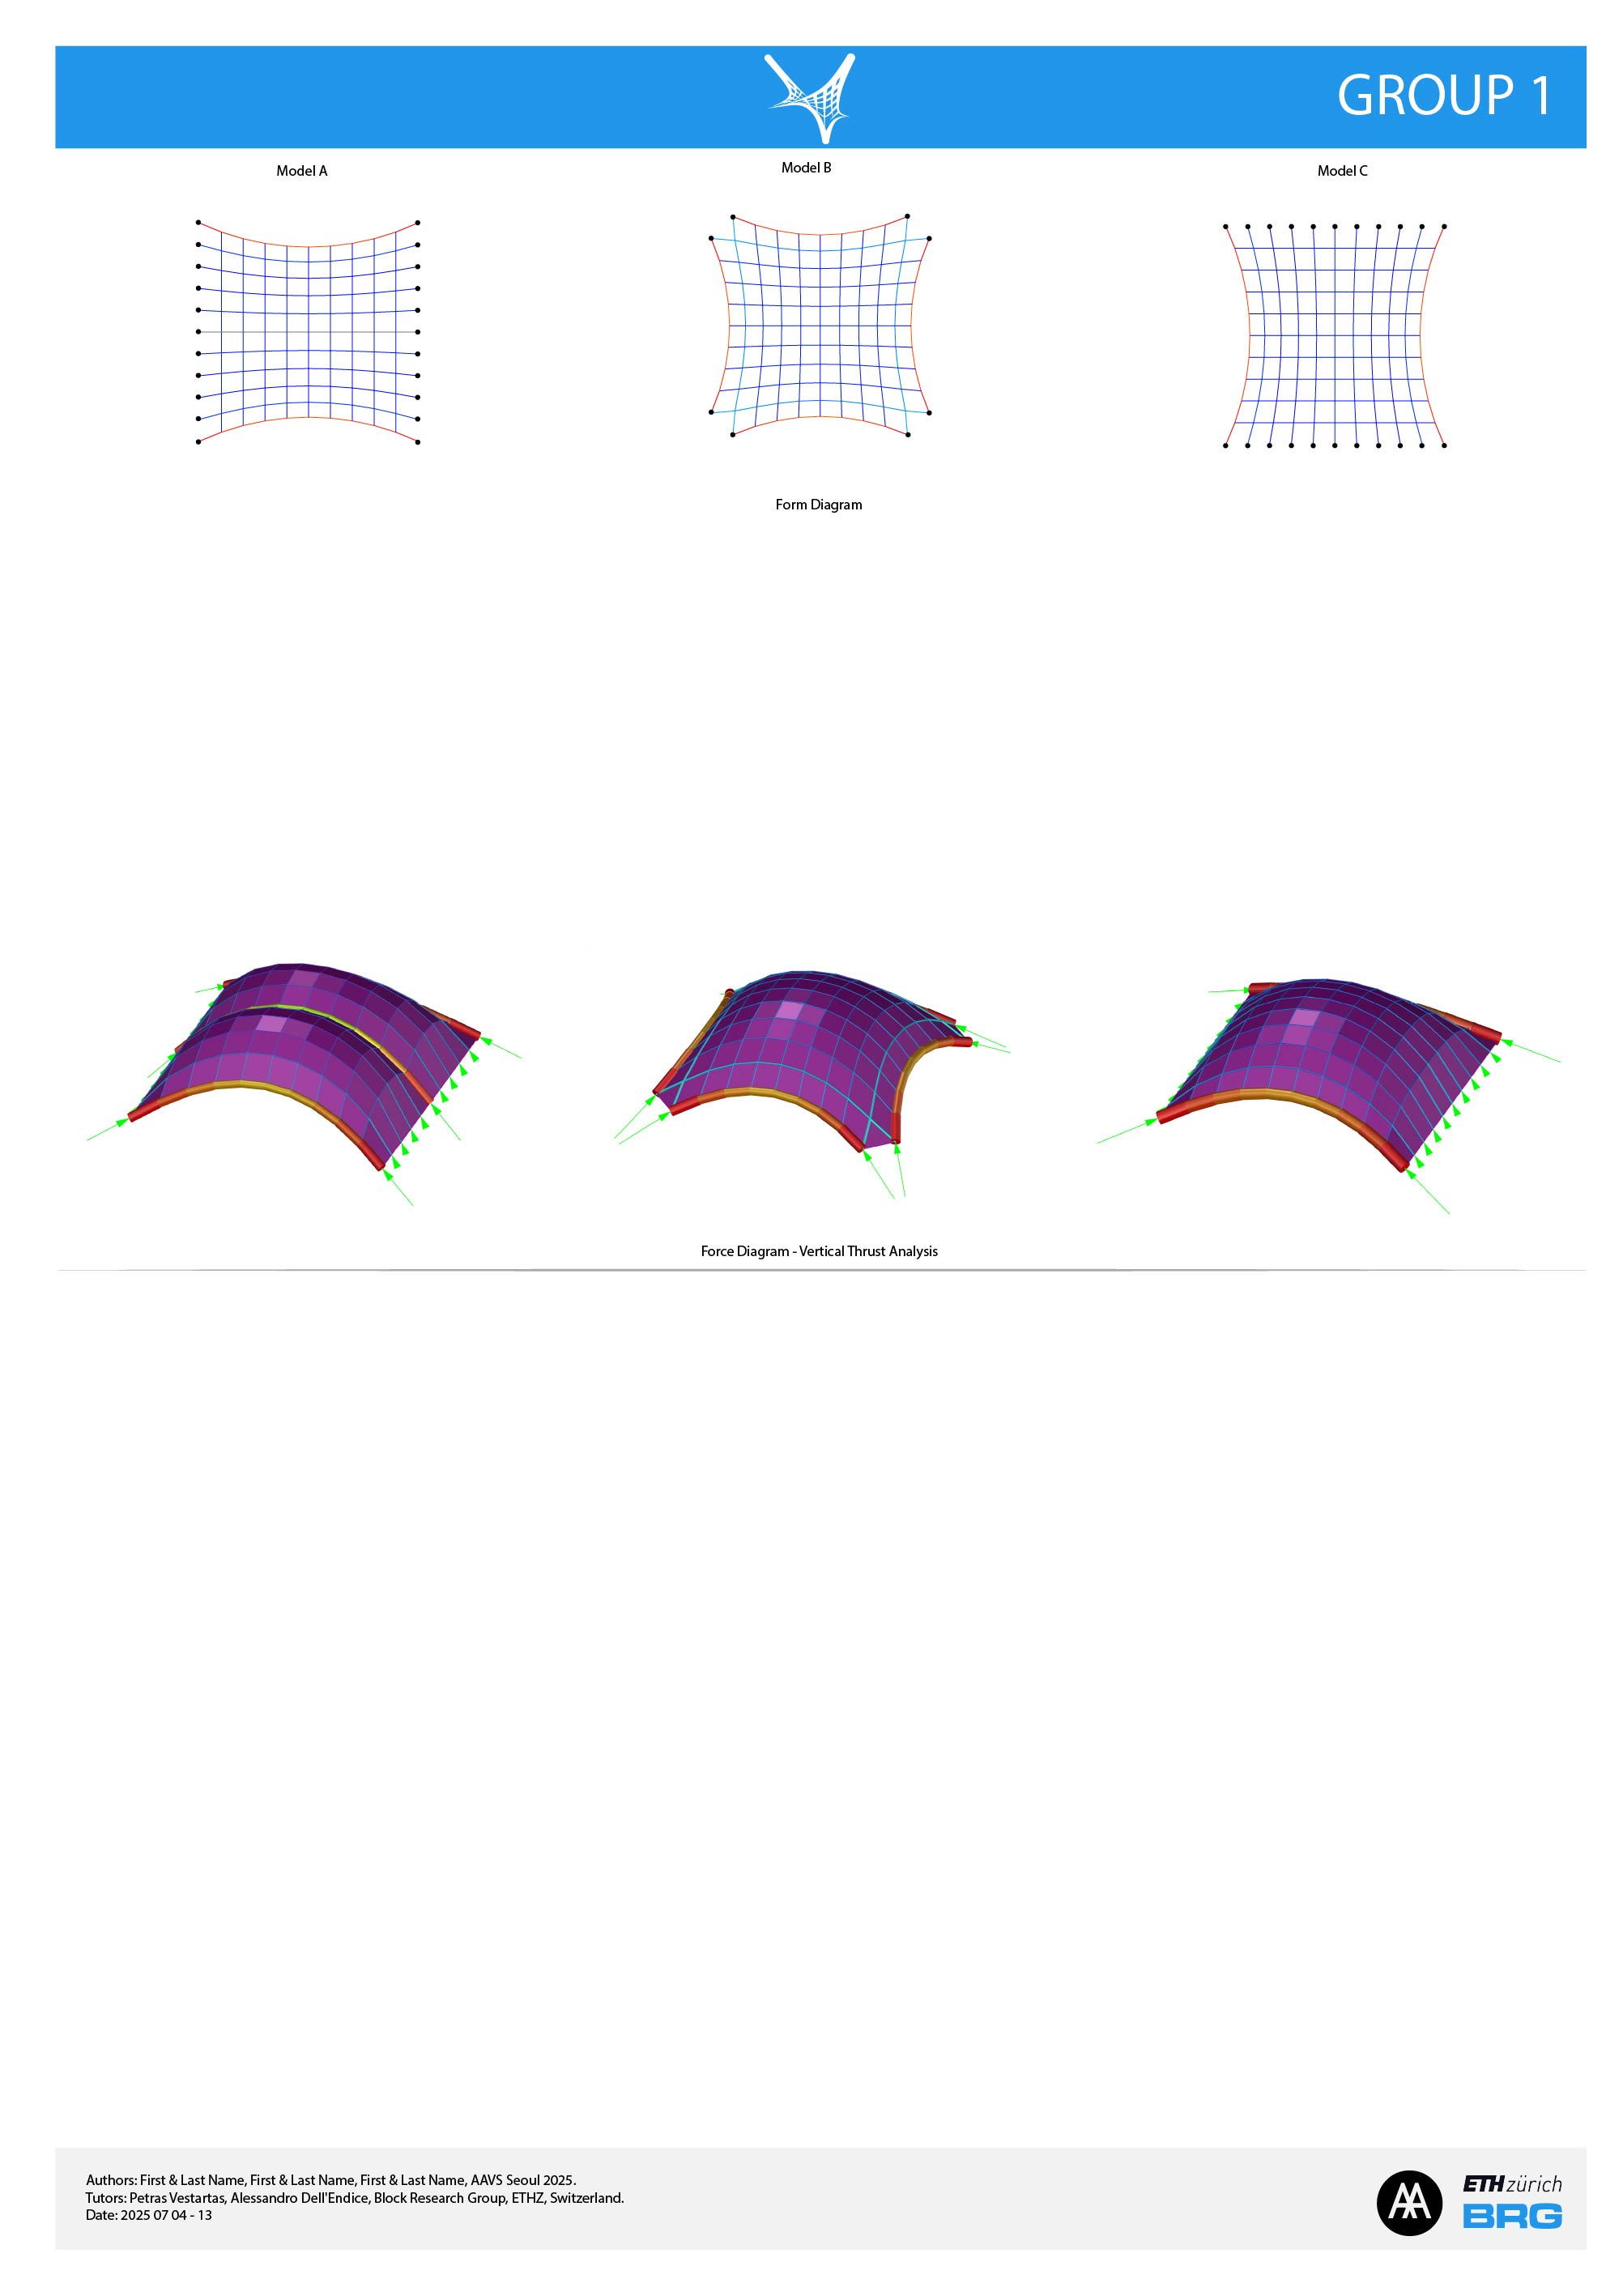 GROUP 1
Model A
Model B
Model C
Form Diagram
Force Diagram - Vertical Thrust Analysis
Authors: First & Last Name, First & Last Name, First & Last Name, AAVS Seoul 2025.
Tutors: Petras Vestartas, Alessandro Dell'Endice, Block Research Group, ETHZ, Switzerland.
Date: 2025 07 04 - 13
AA
ETH zürich
BRG